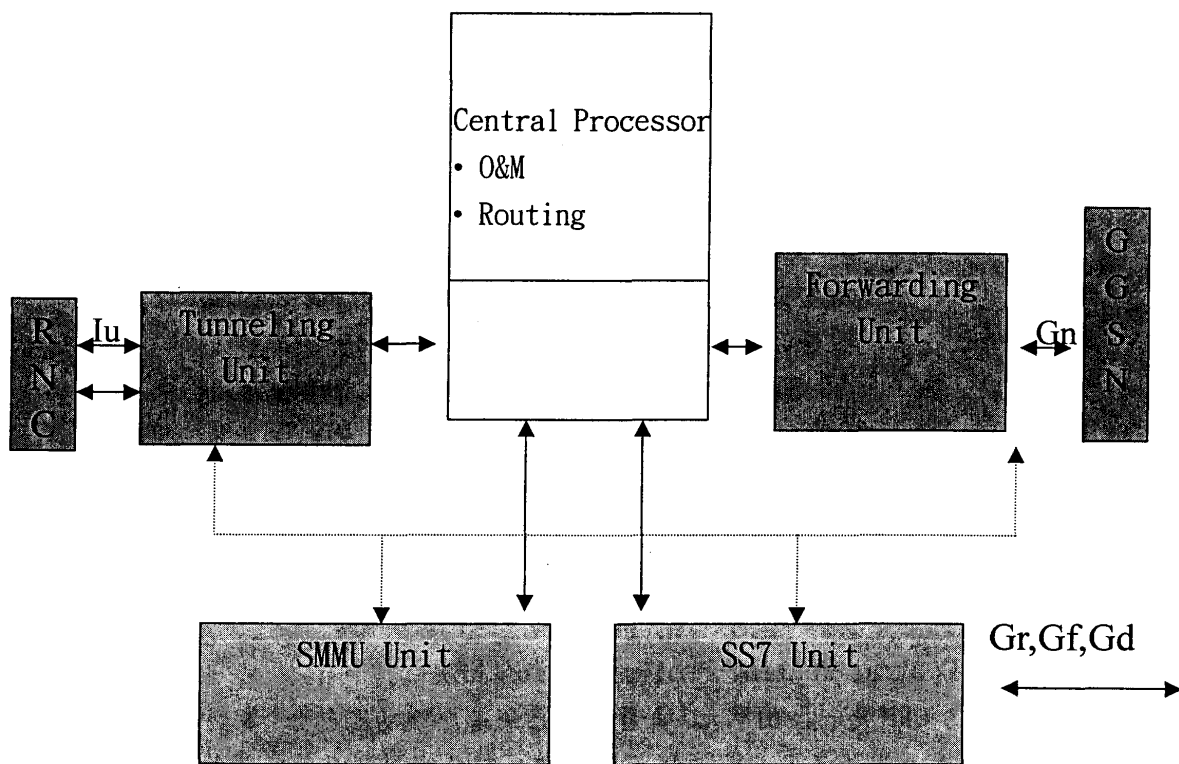 Central Processor
• O&M
• Routing
R
N
C
Iu
Tunneling
Unit
Forwarding
Unit
Gn
G
G
S
N
SMMU Unit
SS7 Unit
Gr,Gf,Gd